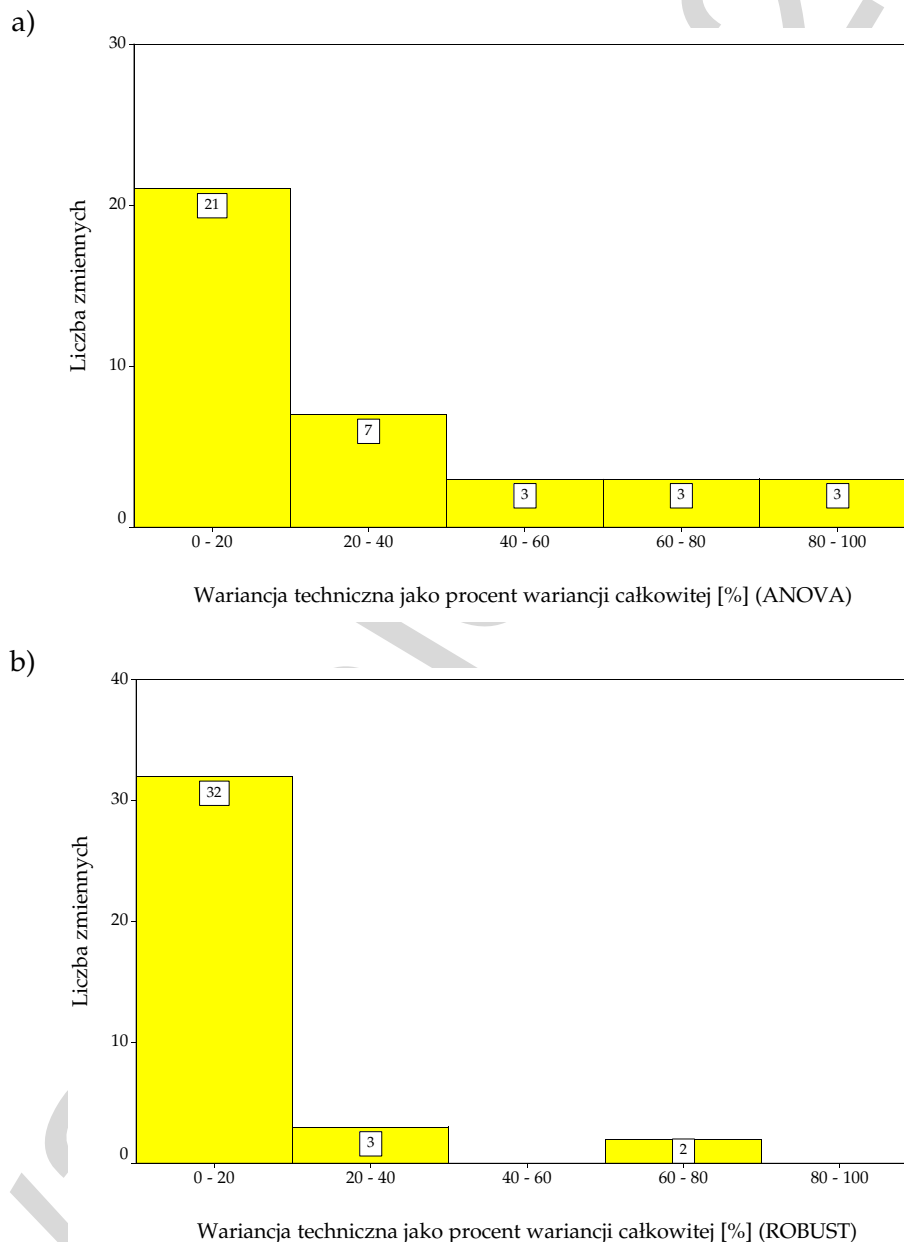 a)
30
20
10
0
Liczba zmiennych
21
7
3
3
3
0 - 20
20 - 40
40 - 60
60 - 80
80 - 100
Wariancja techniczna jako procent wariancji całkowitej [%] (ANOVA)
b)
40
30
20
10
0
Liczba zmiennych
32
3
2
0 - 20
20 - 40
40 - 60
60 - 80
80 - 100
Wariancja techniczna jako procent wariancji całkowitej [%] (ROBUST)